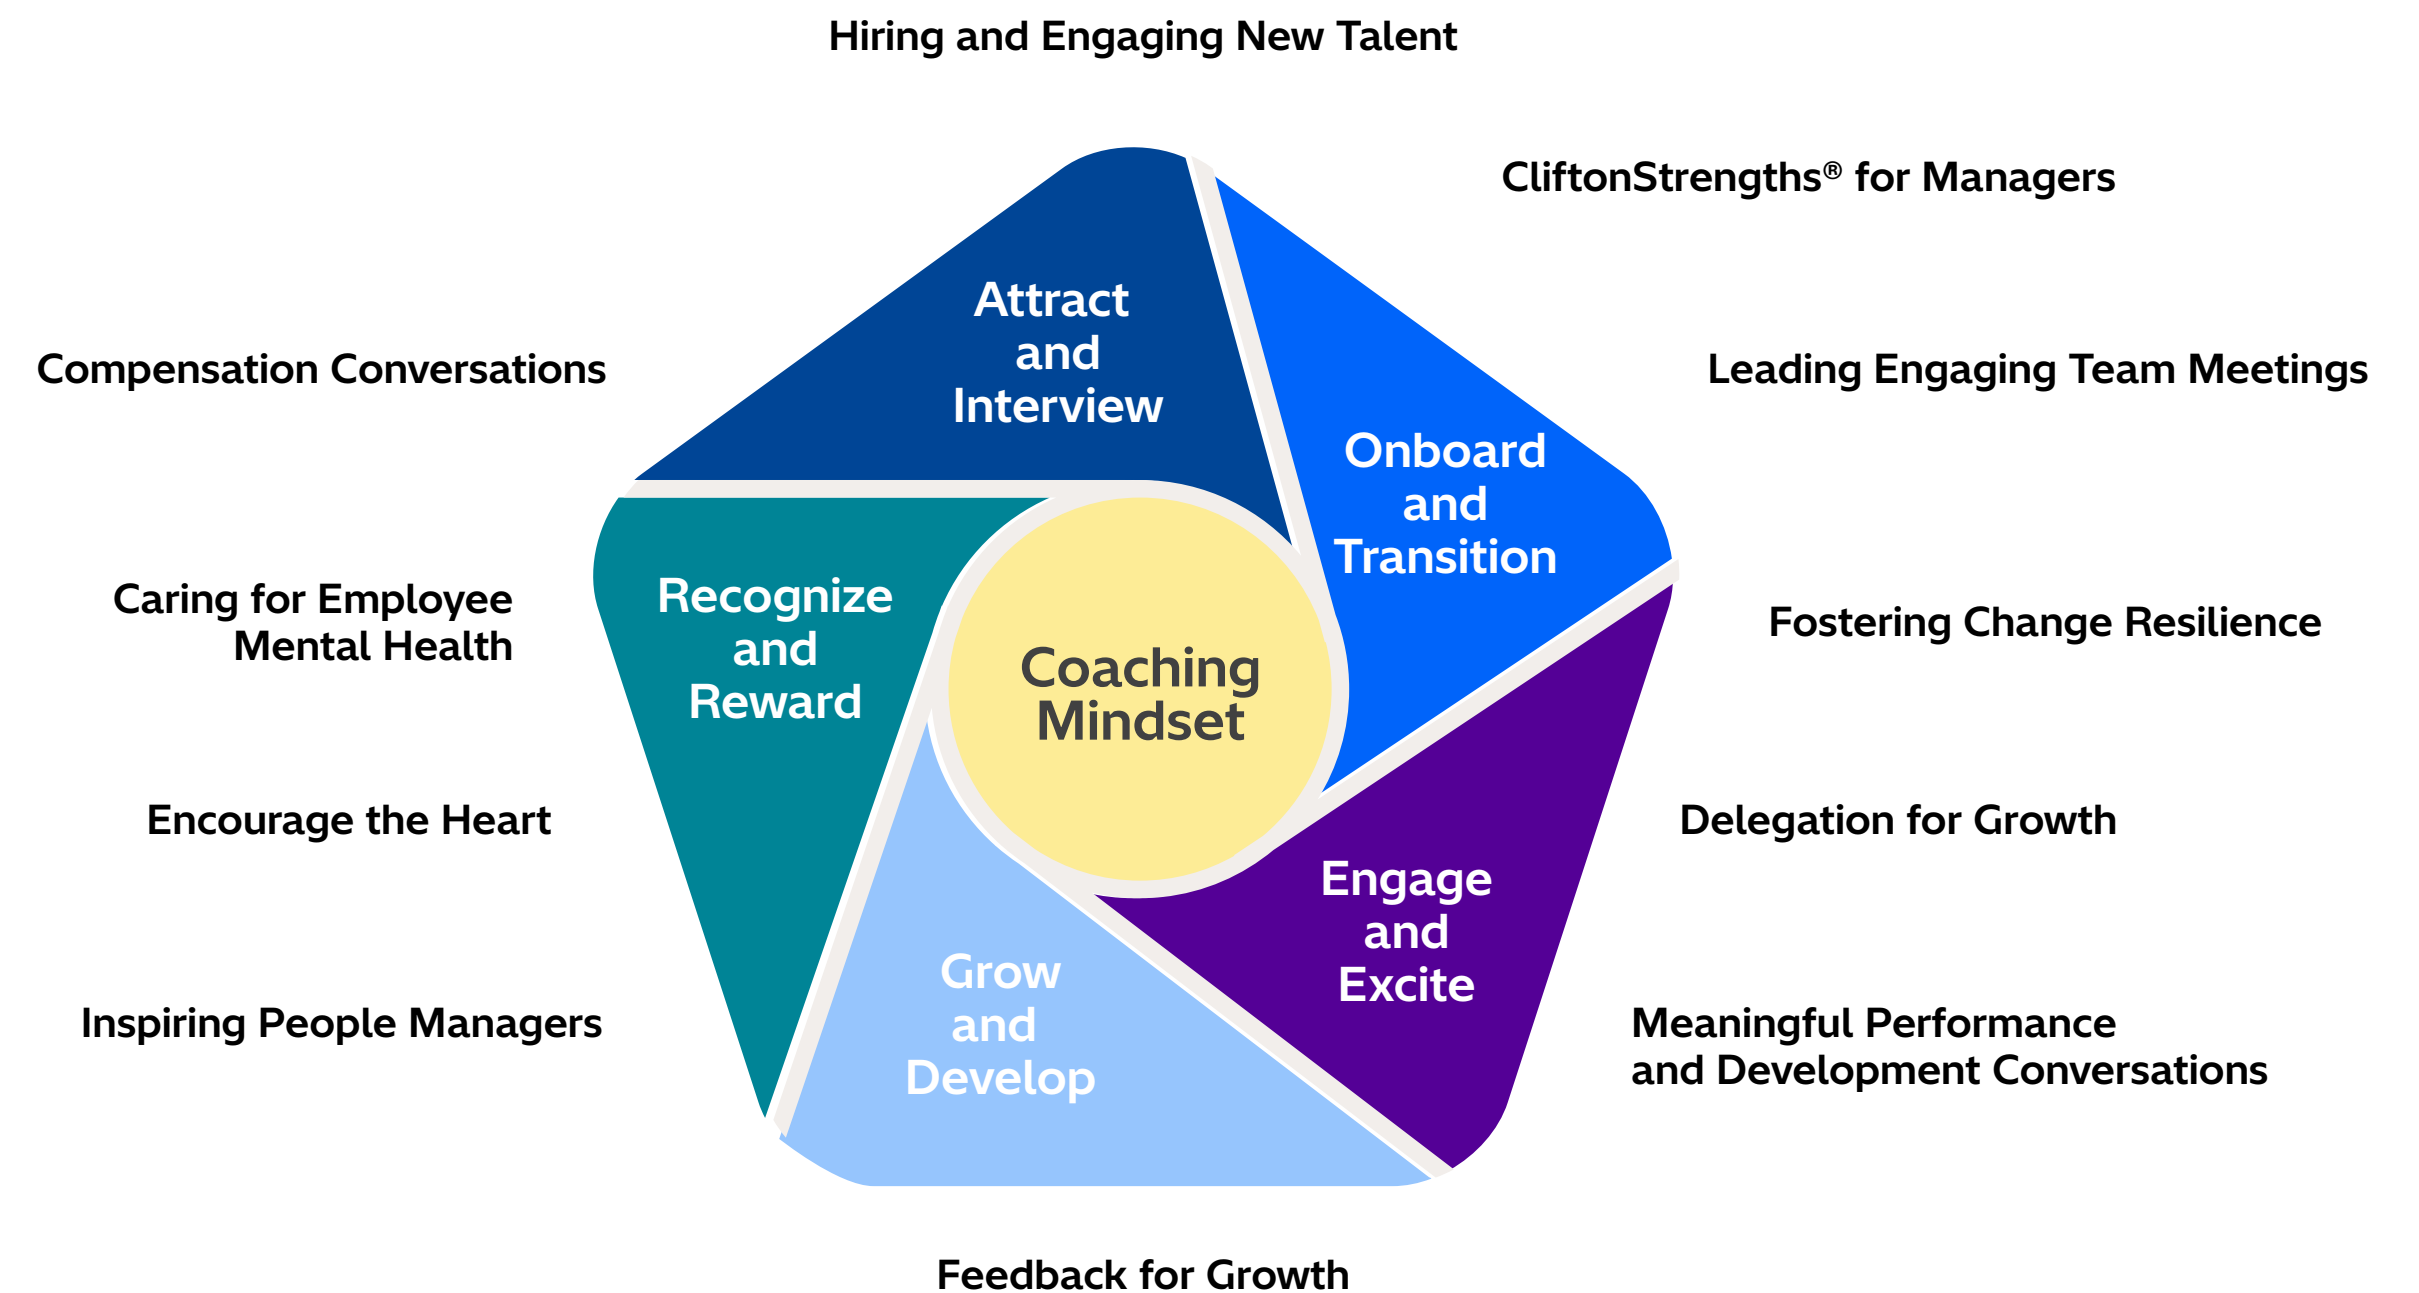 Hiring and Engaging New Talent
CliftonStrengths® for Managers
Leading Engaging Team Meetings
Fostering Change Resilience
Delegation for Growth
Meaningful Performance
and Development Conversations
Feedback for Growth
Inspiring People Managers
Encourage the Heart
Caring for Employee
Mental Health
Compensation Conversations
Attract
and
Interview
Onboard
and
Transition
Engage
and
Excite
Grow
and
Develop
Recognize
and
Reward
Coaching
Mindset